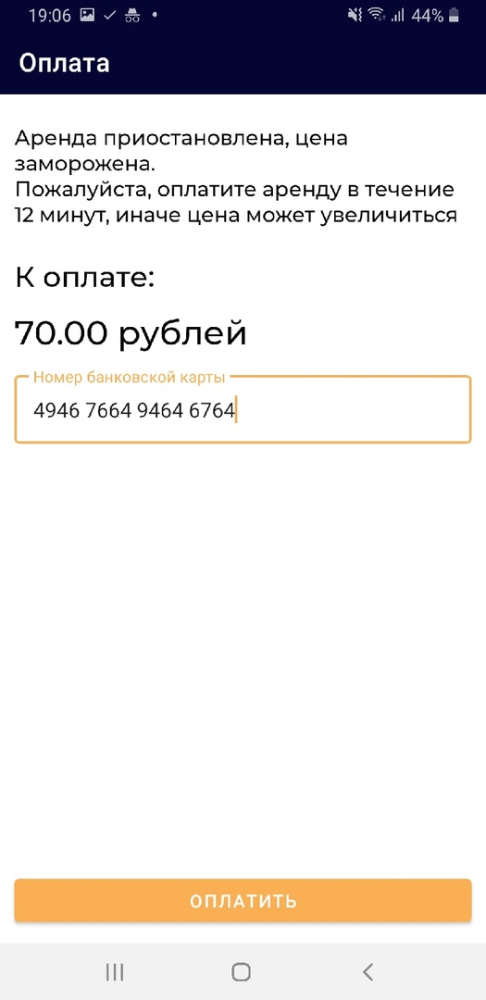 19:06
44%
Оплата
Аренда приостановлена, цена
заморожена.
Пожалуйста, оплатите аренду в течение
12 минут, иначе цена может увеличиться
К оплате:
70.00 рублей
Номер банковской карты
4946 7664 9464 6764
ОПЛАТИТЬ